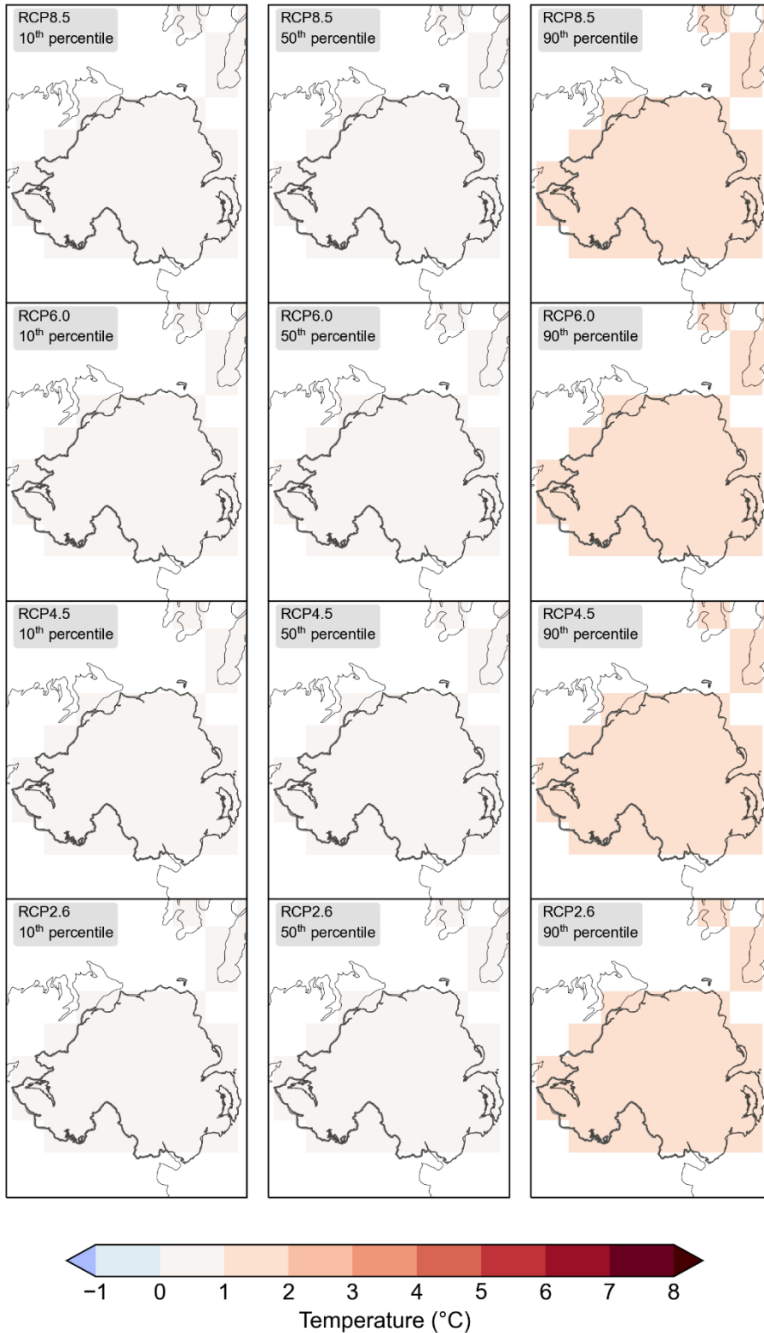 RCP8.5
10th percentile
RCP8.5
50th percentile
RCP8.5
90th percentile
RCP6.0
10th percentile
RCP6.0
50th percentile
RCP6.0
90th percentile
RCP4.5
10th percentile
RCP4.5
50th percentile
RCP4.5
90th percentile
RCP2.6
10th percentile
RCP2.6
50th percentile
RCP2.6
90th percentile
−1 0 1 2 3 4 5 6 7 8
Temperature (°C)